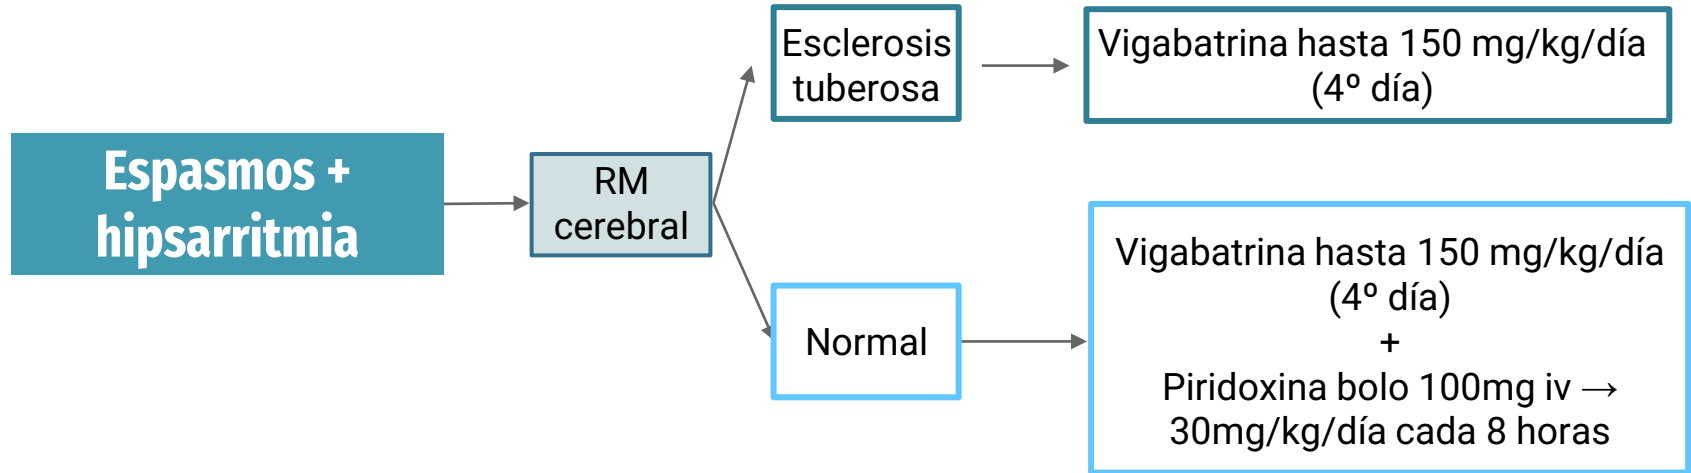 Espasmos +
hipsarritmia
RM
cerebral
Esclerosis
tuberosa
Vigabatrina hasta 150 mg/kg/día
(4º día)
Normal
Vigabatrina hasta 150 mg/kg/día
(4º día)
+
Piridoxina bolo 100mg iv →
30mg/kg/día cada 8 horas